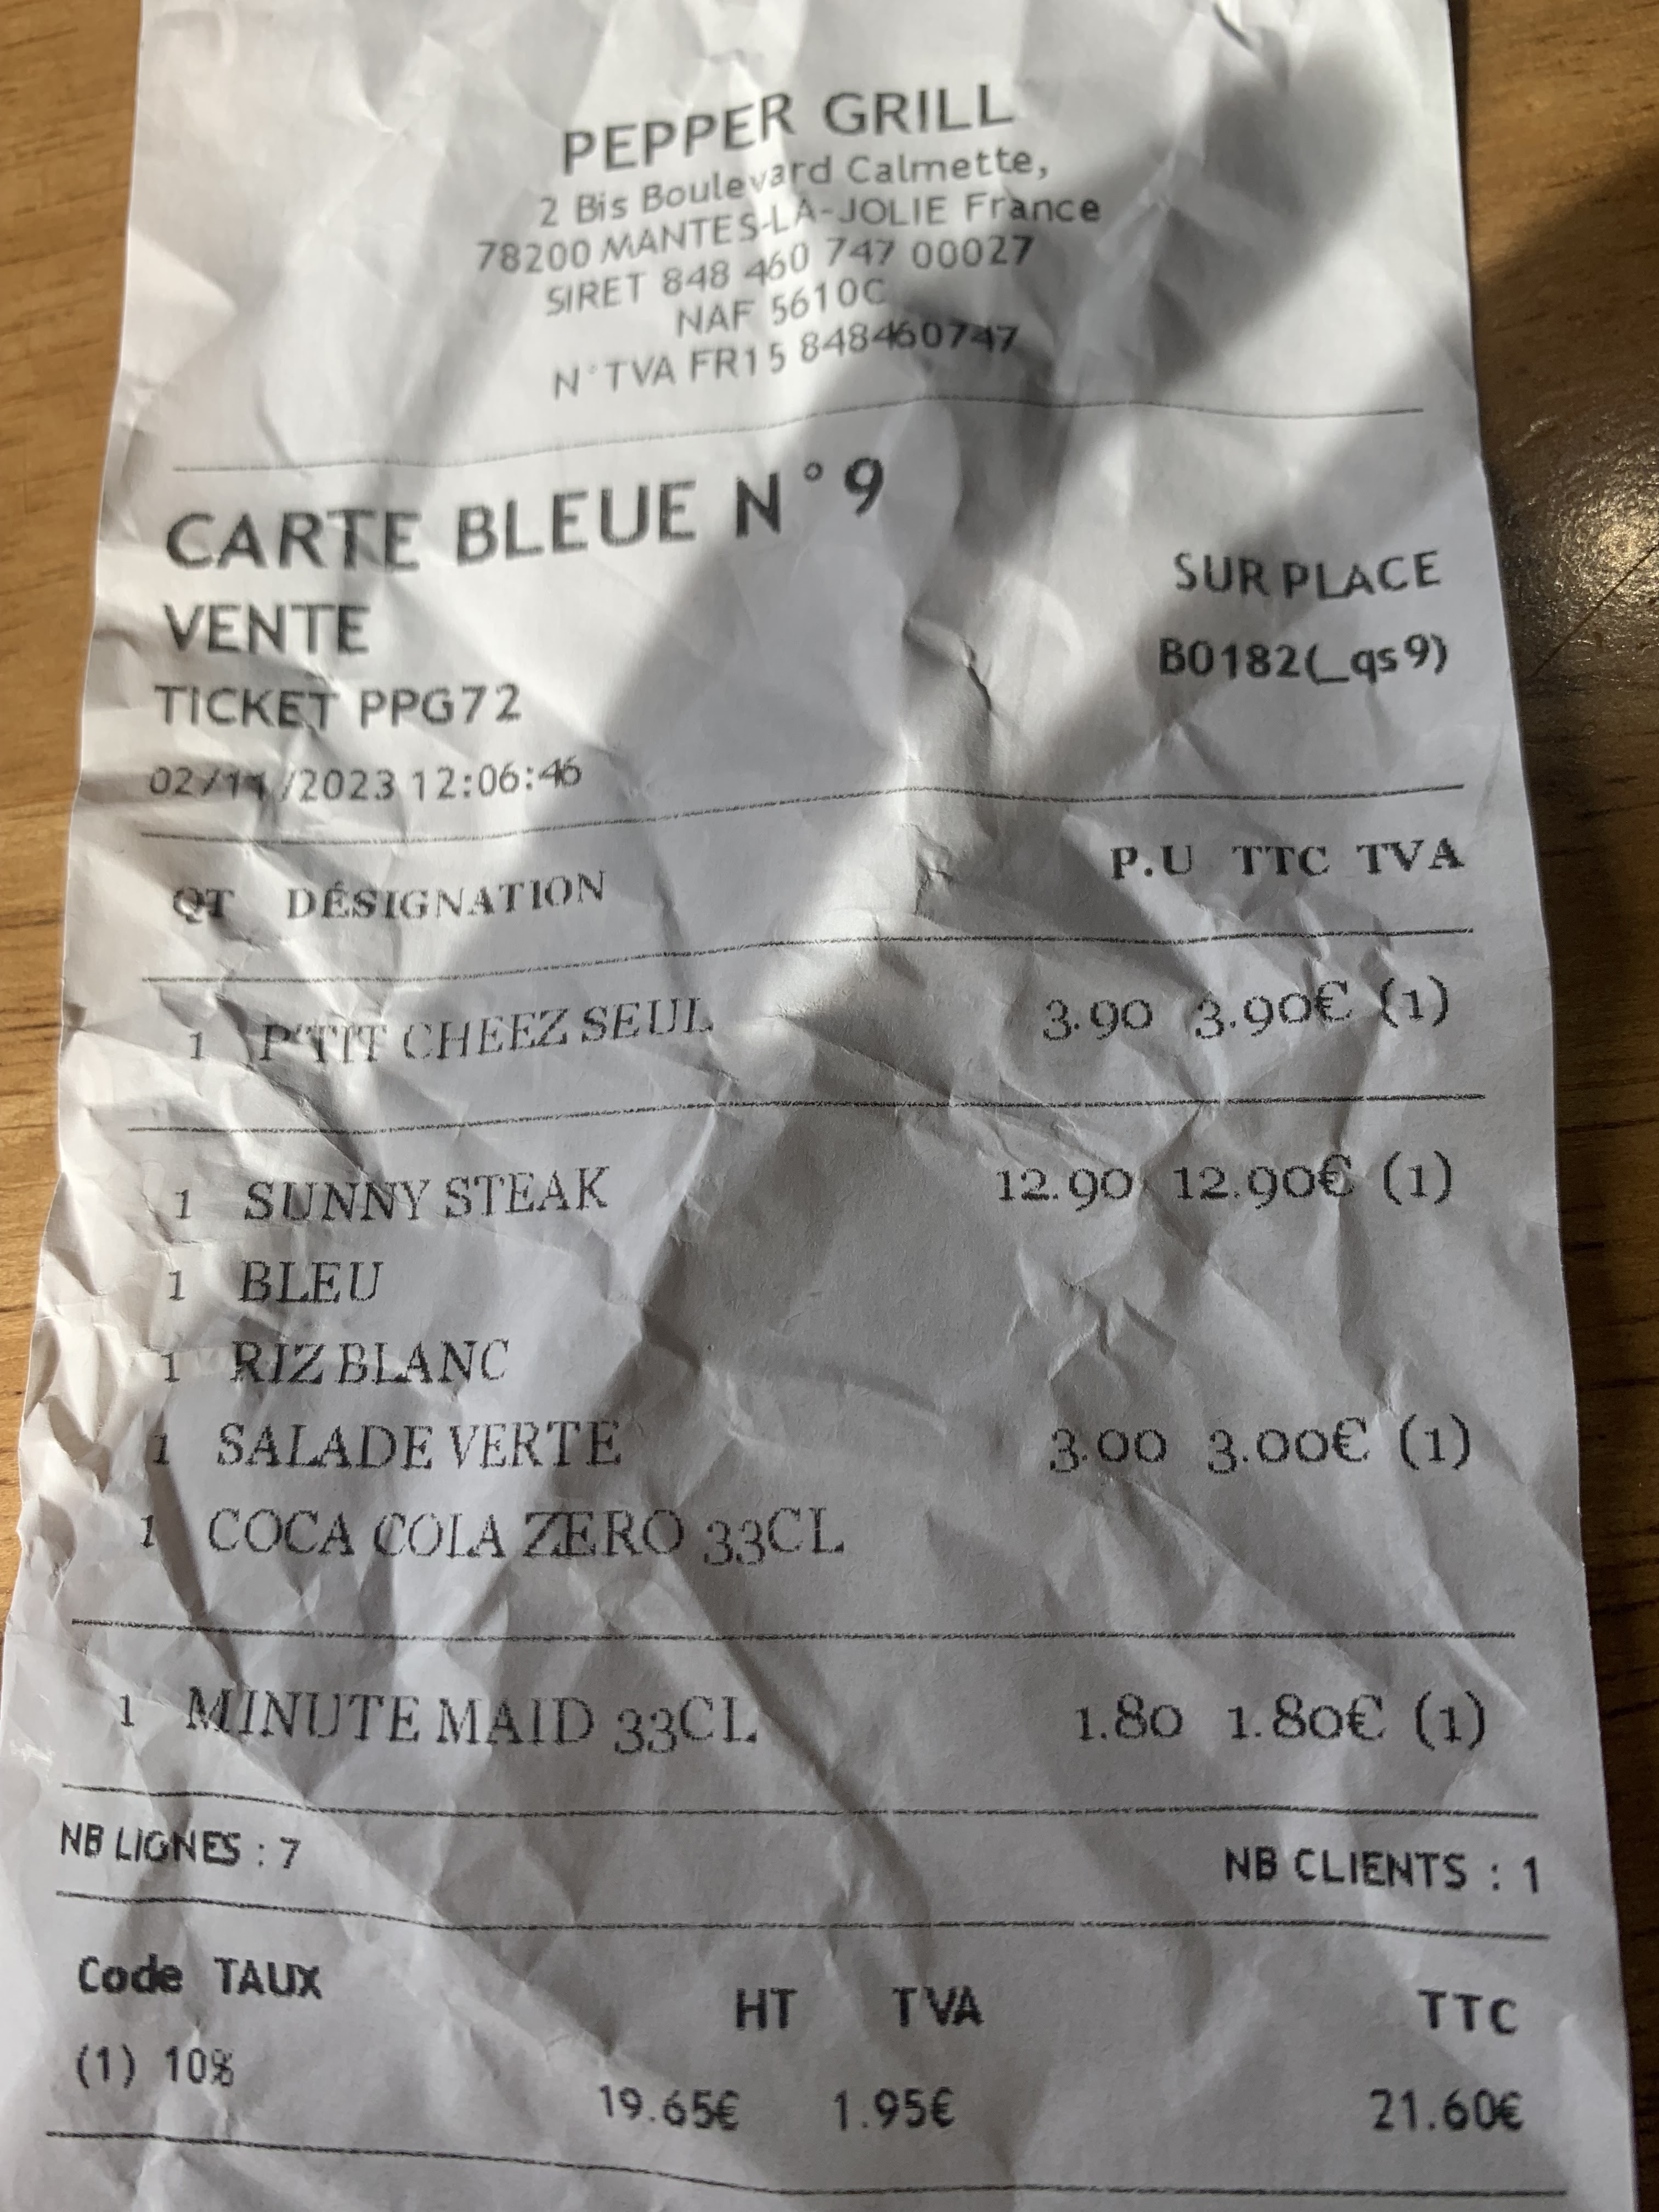 PEPPER GRILL
2 Bis Boulevard Calmette,
78200 MANTES-LA-JOLIE France
SIRET 848 460 747 00027
NAF 5610C
N°TVA FR15 848460747
CARTE BLEUE N°9
SUR PLACE
VENTE
B0182(_qs9)
TICKET PPG72
02/11/2023 12:06:46
QT DÉSIGNATION P.U TTC TVA
1 P'TIT CHEEZ SEUL 3.90 3.90€ (1)
1 SUNNY STEAK 12.90 12.90€ (1)
1 BLEU
1 RIZ BLANC
1 SALADE VERTE 3.00 3.00€ (1)
1 COCA COLA ZERO 33CL
1 MINUTE MAID 33CL 1.80 1.80€ (1)
NB LIGNES : 7 NB CLIENTS : 1
Code TAUX HT TVA TTC
(1) 10% 19.65€ 1.95€ 21.60€